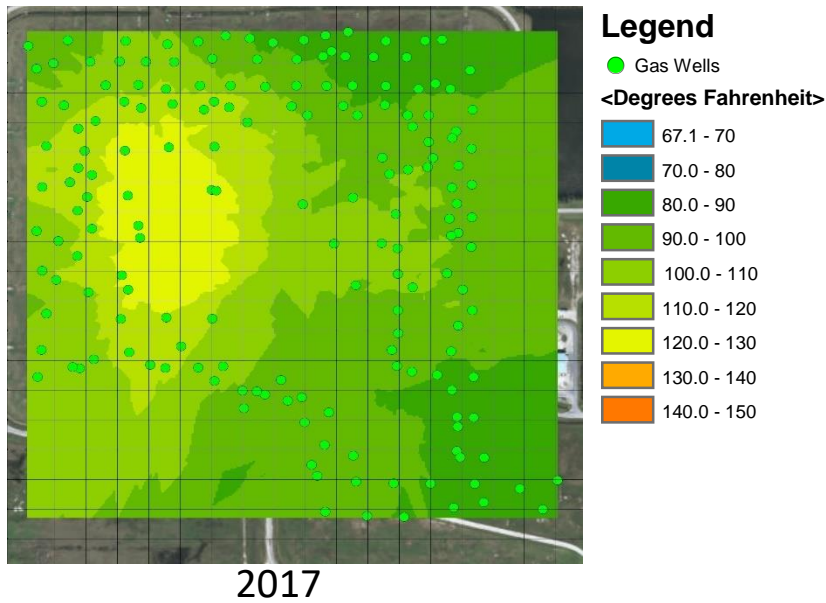 Legend
Gas Wells
<Degrees Fahrenheit>
67.1 - 70
70.0 - 80
80.0 - 90
90.0 - 100
100.0 - 110
110.0 - 120
120.0 - 130
130.0 - 140
140.0 - 150
2017